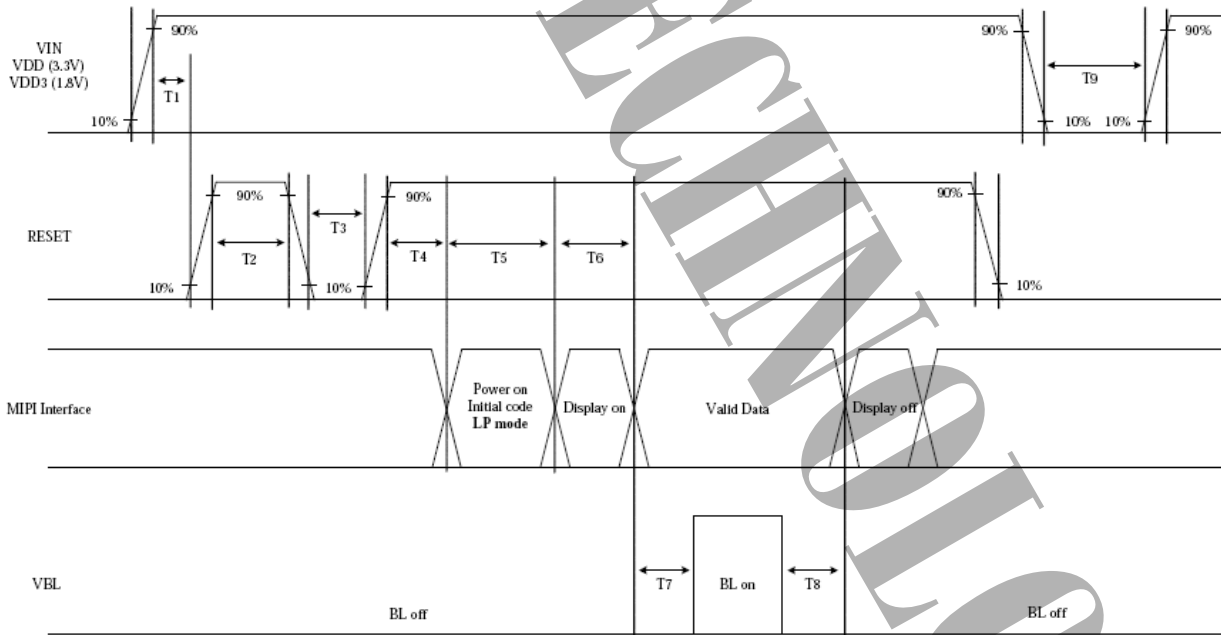 VIN
VDD (3.3V)
VDD3 (1.8V)
90%
T1
10%
90%
T9
90%
10%
10%
RESET
90%
T2
10%
T3
10%
90%
T4
T5
T6
90%
10%
MIPI Interface
Power on
Initial code
LP mode
Display on
Valid Data
Display off
VBL
BL off
T7
BL on
T8
BL off
ECHNOLO